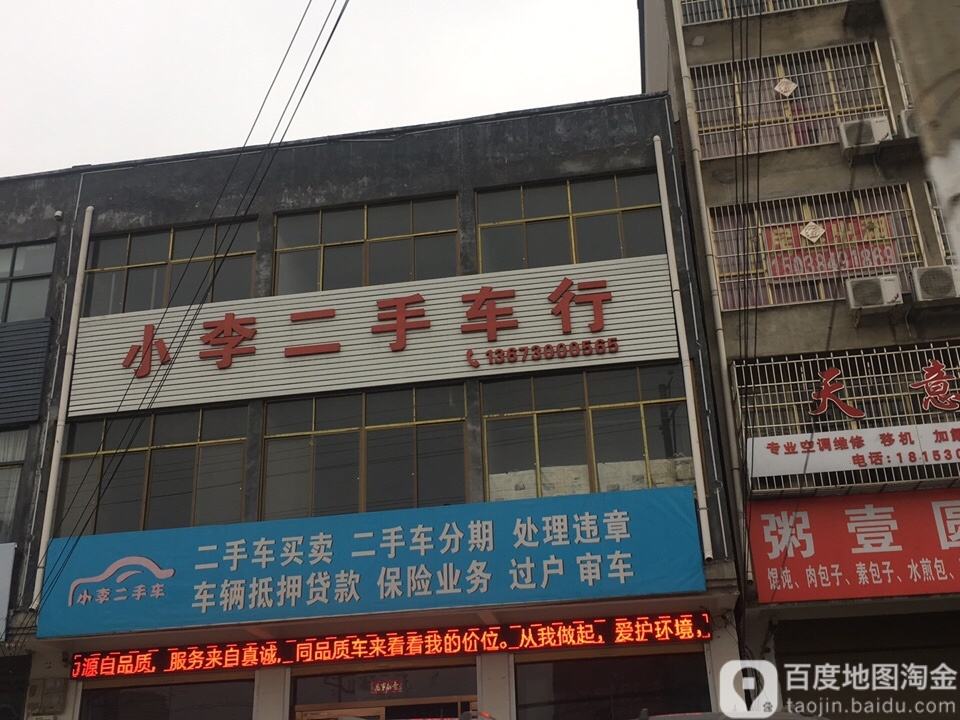 小李二手车行
13673808565
二手车买卖 二手车分期 处理违章
车辆抵押贷款 保险业务 过户 审车
小李二手车
源自品质,服务来自真诚,同品质车来看看我的价位。从我做起,爱护环境,
天意
专业空调维修 移机 加氟
电话:18153
粥壹圆
馄饨、肉包子、素包子、水煎包、
百度地图淘金
taojin.baidu.com